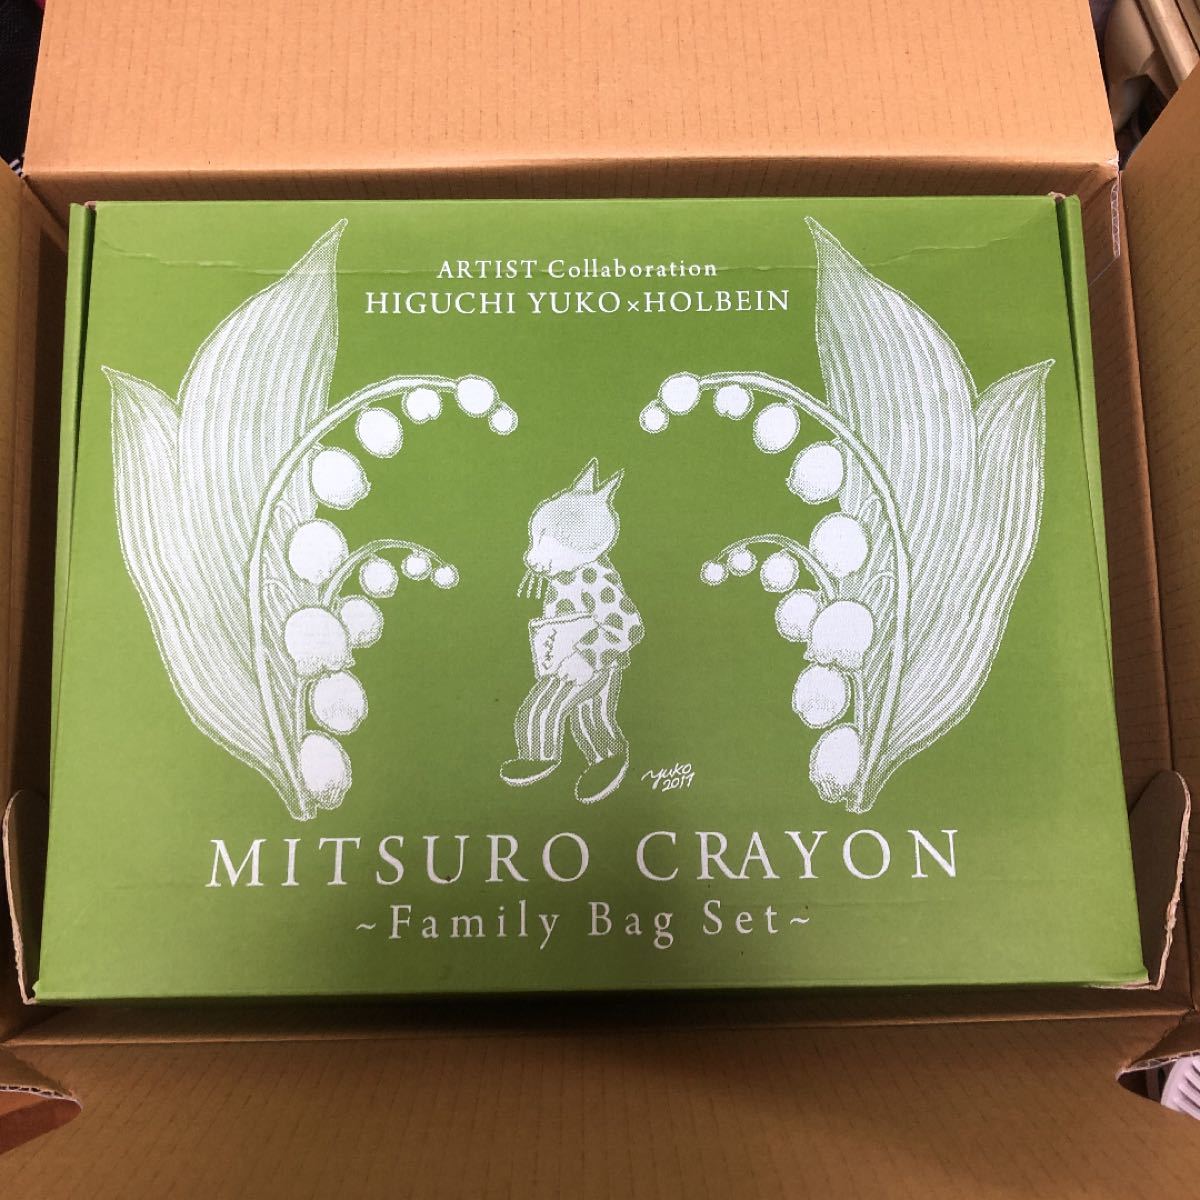 ARTIST Collaboration
HIGUCHI YUKO×HOLBEIN
Yuko
2017
MITSURO CRAYON
~Family Bag Set~